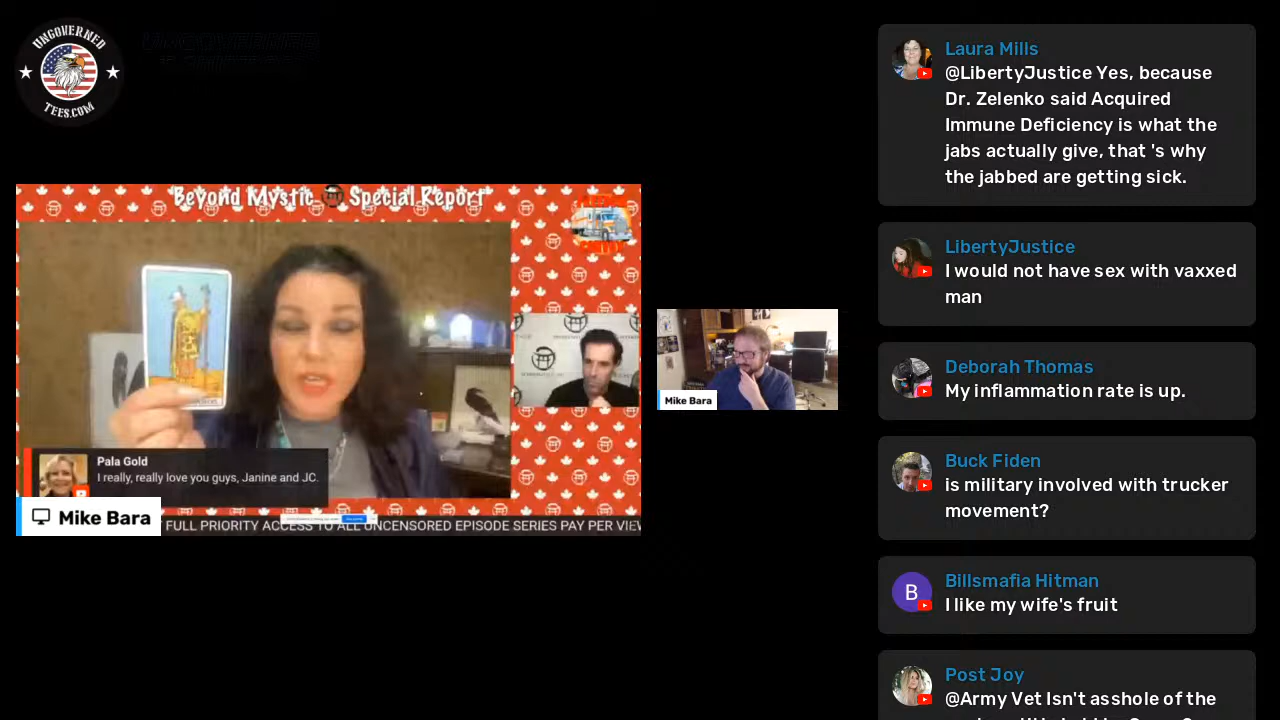 UNGOVERNED
TEES.COM
Beyond Mystic Special Report
Pala Gold
I really, really love you guys, Janine and JC.
Mike Bara
FULL PRIORITY ACCESS TO ALL UNCENSORED EPISODE SERIES PAY PER VIEW
Mike Bara
Laura Mills
@LibertyJustice Yes, because
Dr. Zelenko said Acquired
Immune Deficiency is what the
jabs actually give, that 's why
the jabbed are getting sick.
LibertyJustice
I would not have sex with vaxxed
man
Deborah Thomas
My inflammation rate is up.
Buck Fiden
is military involved with trucker
movement?
B
Billsmafia Hitman
I like my wife's fruit
Post Joy
@Army Vet Isn't asshole of the